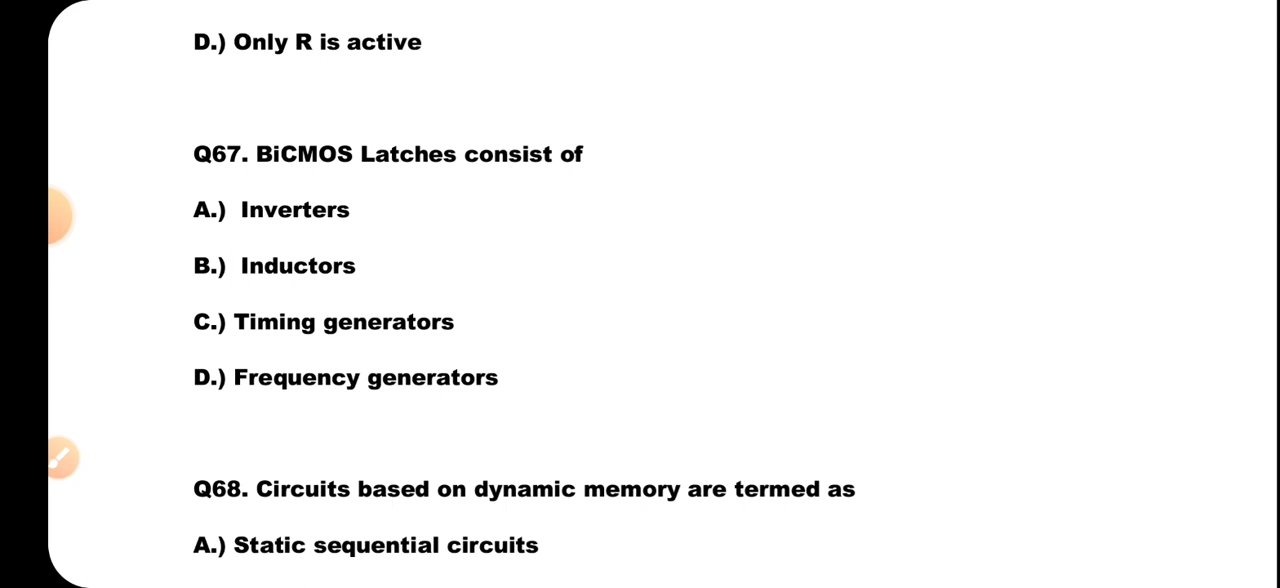 D.) Only R is active
Q67. BiCMOS Latches consist of
A.) Inverters
B.) Inductors
C.) Timing generators
D.) Frequency generators
Q68. Circuits based on dynamic memory are termed as
A.) Static sequential circuits